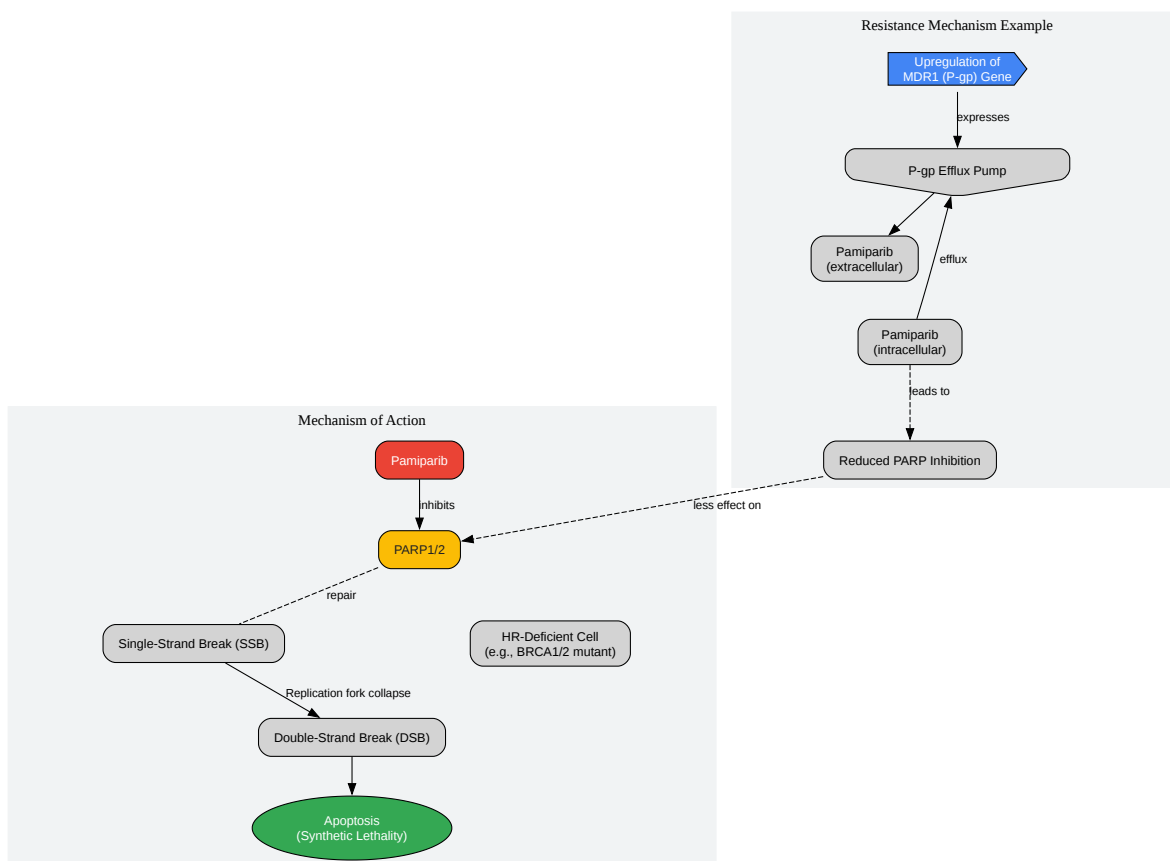 Resistance Mechanism Example
Upregulation of
MDR1 (P-gp) Gene
expresses
P-gp Efflux Pump
Pamiparib
(extracellular)
efflux
Pamiparib
(intracellular)
leads to
Reduced PARP Inhibition
less effect on
Mechanism of Action
Pamiparib
inhibits
PARP1/2
repair
Single-Strand Break (SSB)
HR-Deficient Cell
(e.g., BRCA1/2 mutant)
Replication fork collapse
Double-Strand Break (DSB)
Apoptosis
(Synthetic Lethality)